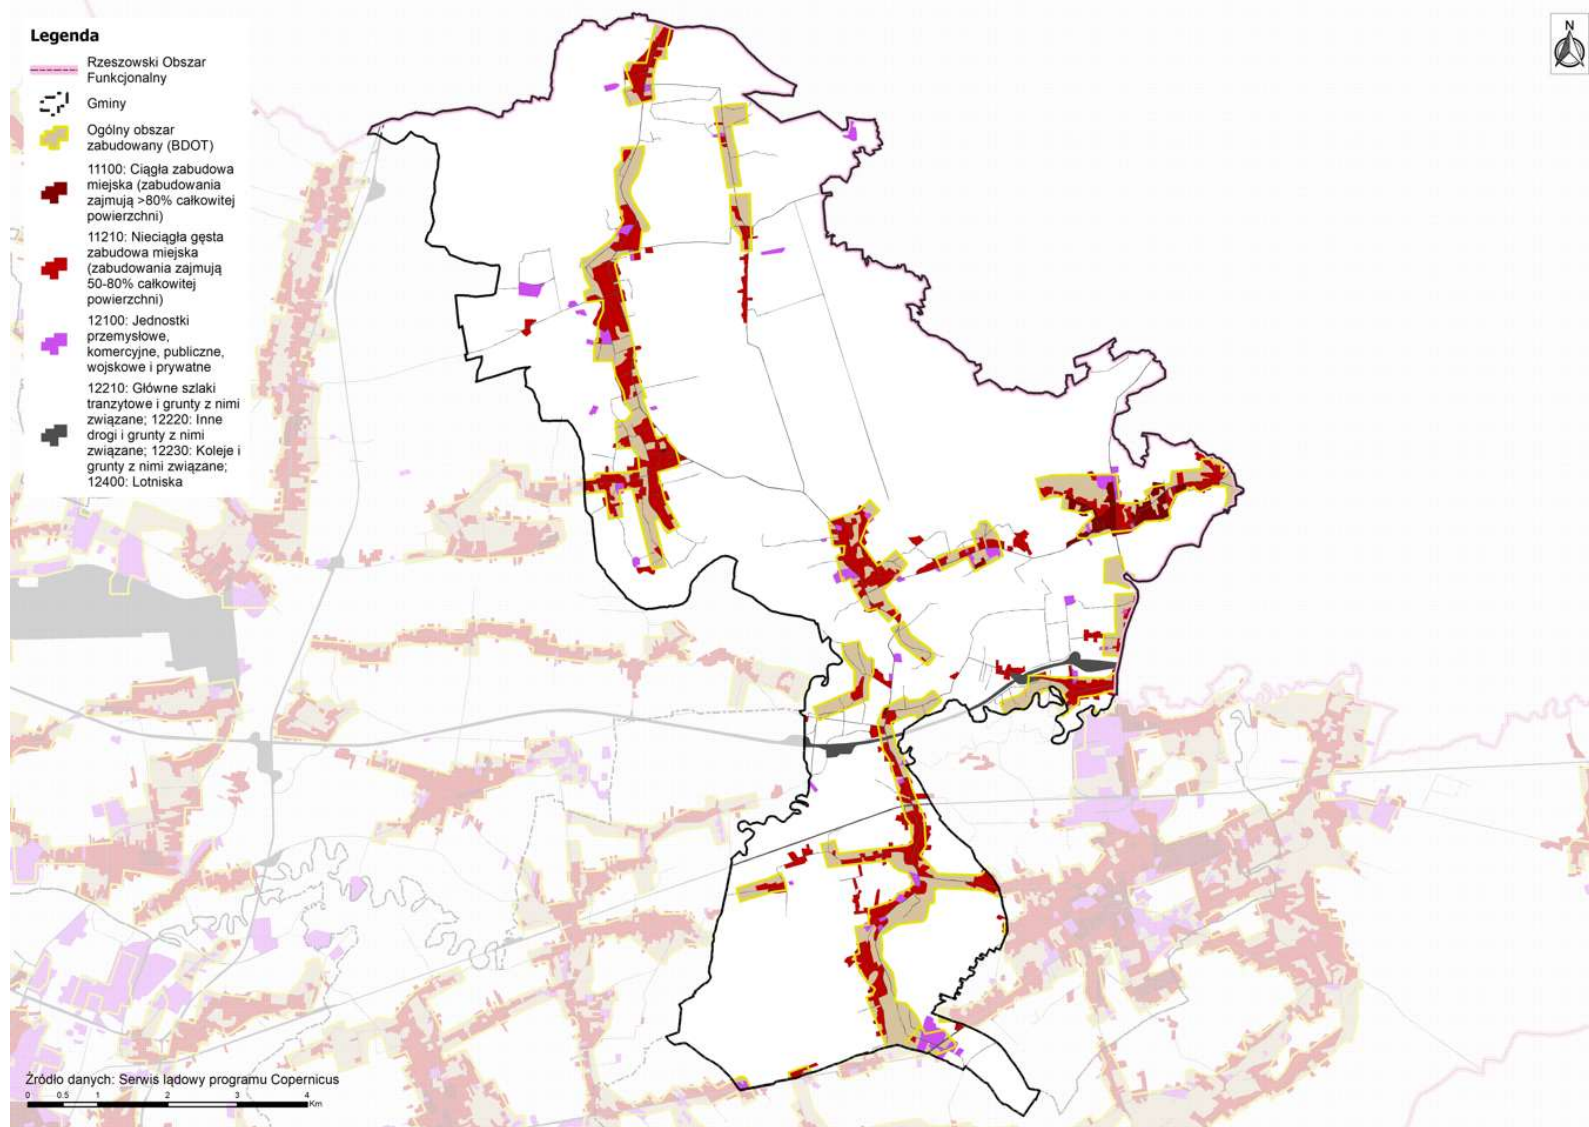 Legenda
Rzeszowski Obszar
Funkcjonalny
Gminy
Ogólny obszar
zabudowany (BDOT)
11100: Ciągła zabudowa
miejska (zabudowania
zajmują >80% całkowitej
powierzchni)
11210: Nieciągła gęsta
zabudowa miejska
(zabudowania zajmują
50-80% całkowitej
powierzchni)
12100: Jednostki
przemysłowe,
komercyjne, publiczne,
wojskowe i prywatne
12210: Główne szlaki
tranzytowe i grunty z nimi
związane; 12220: Inne
drogi i grunty z nimi
związane; 12230: Koleje i
grunty z nimi związane;
12400: Lotniska
N
Źródło danych: Serwis lądowy programu Copernicus
0 0.5 1 2 3 4
Km